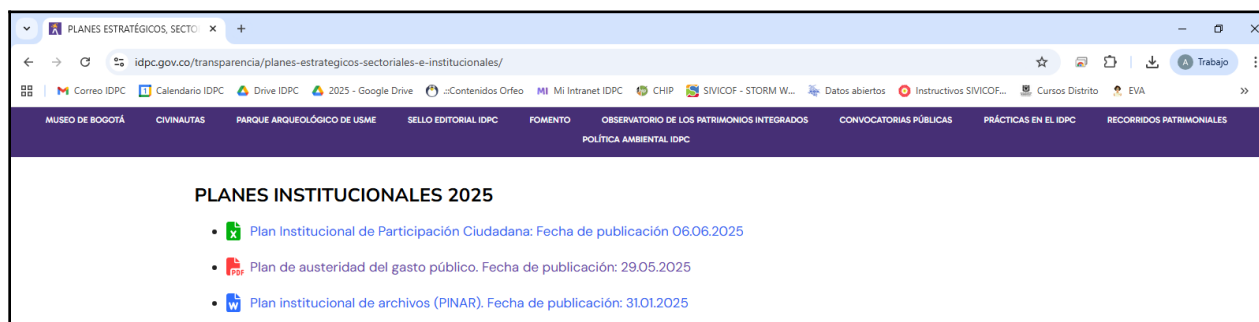 PLANES ESTRATÉGICOS, SECTO
idpc.gov.co/transparencia/planes-estrategicos-sectoriales-e-institucionales/
A Trabajo
Correo IDPC 1 Calendario IDPC Drive IDPC 2025 - Google Drive .::Contenidos Orfeo MI Mi Intranet IDPC CHIP SIVICOF - STORM W... Datos abiertos Instructivos SIVICOF... Cursos Distrito EVA »
MUSEO DE BOGOTÁ CIVINAUTAS PARQUE ARQUEOLÓGICO DE USME SELLO EDITORIAL IDPC FOMENTO OBSERVATORIO DE LOS PATRIMONIOS INTEGRADOS CONVOCATORIAS PÚBLICAS PRÁCTICAS EN EL IDPC RECORRIDOS PATRIMONIALES
POLÍTICA AMBIENTAL IDPC
PLANES INSTITUCIONALES 2025
• X Plan Institucional de Participación Ciudadana: Fecha de publicación 06.06.2025
• PDF Plan de austeridad del gasto público. Fecha de publicación: 29.05.2025
• W Plan institucional de archivos (PINAR). Fecha de publicación: 31.01.2025